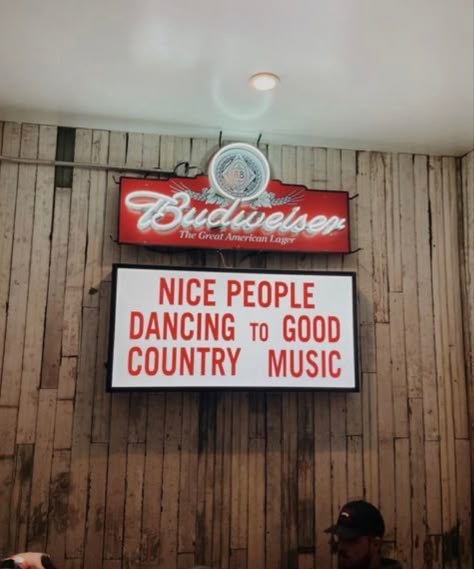 Budweiser
The Great American Lager
NICE PEOPLE
DANCING TO GOOD
COUNTRY MUSIC